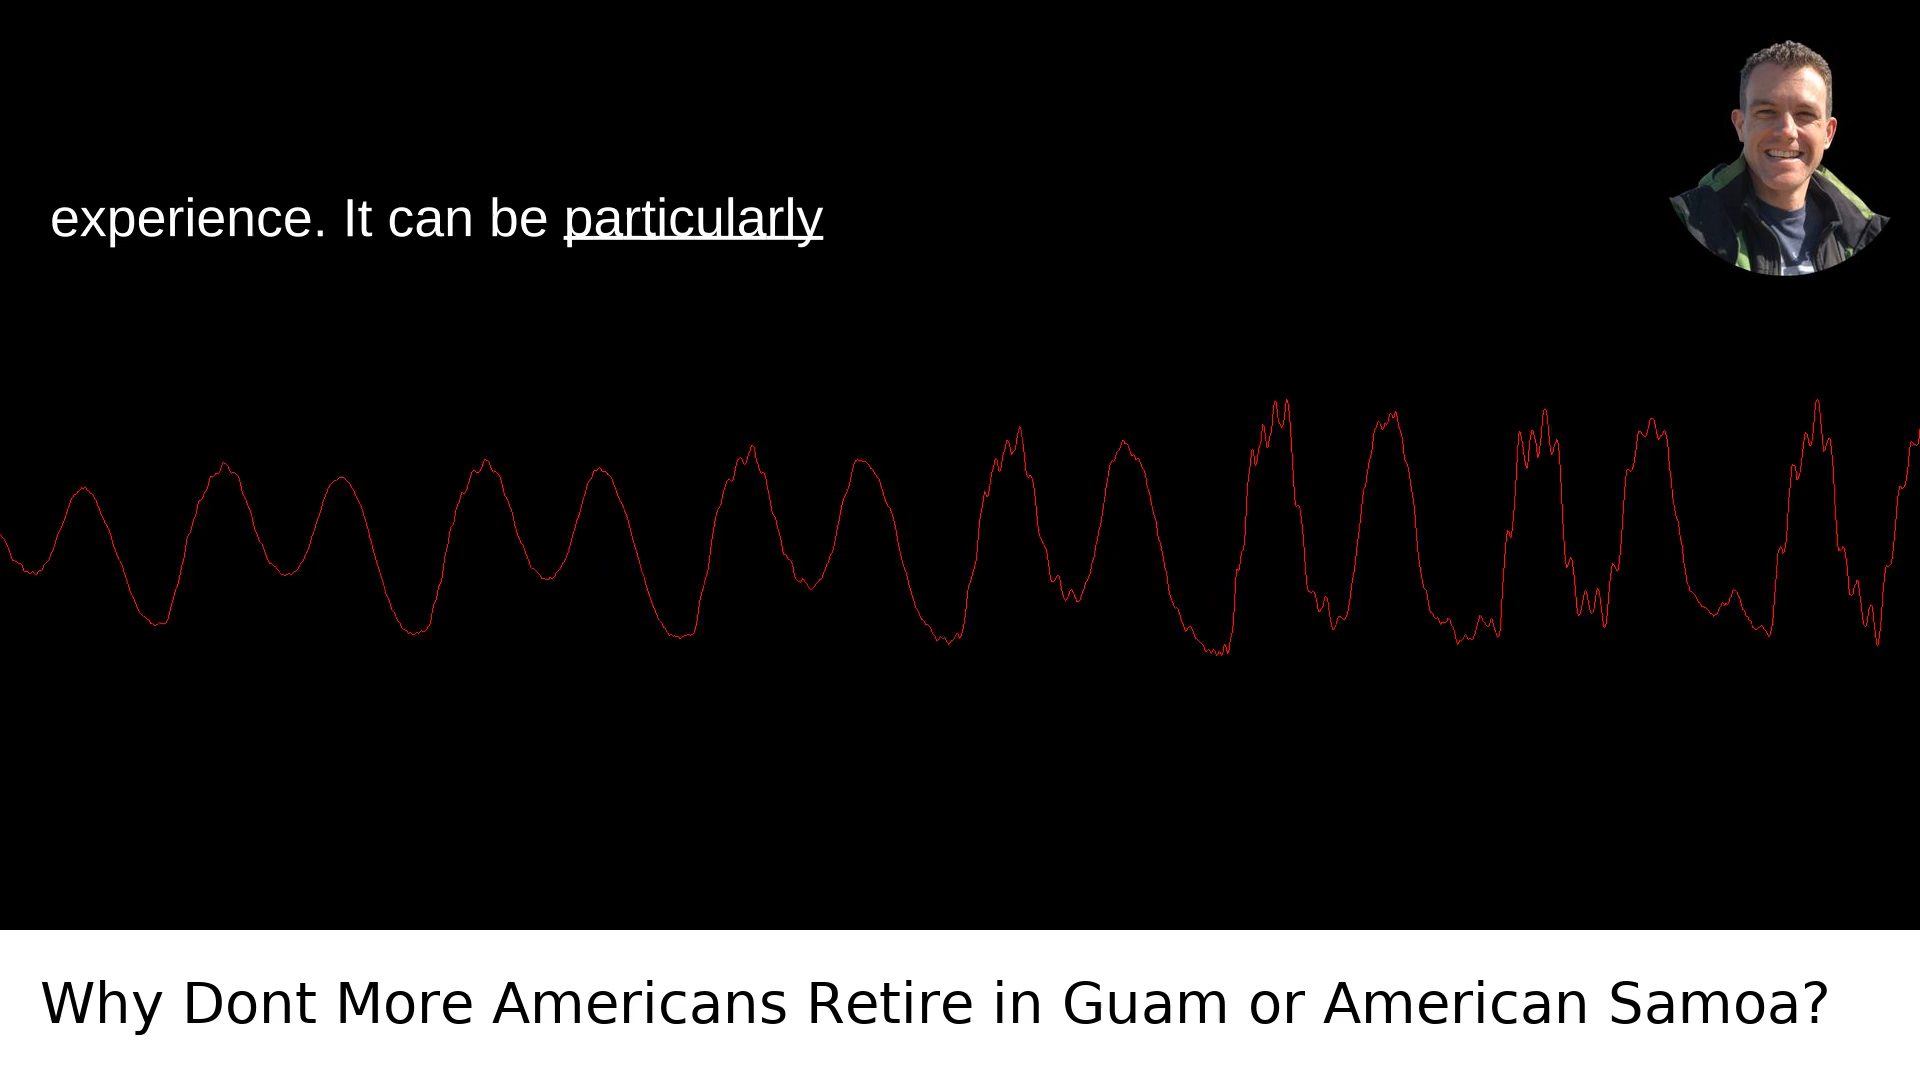 experience. It can be particularly
Why Dont More Americans Retire in Guam or American Samoa?